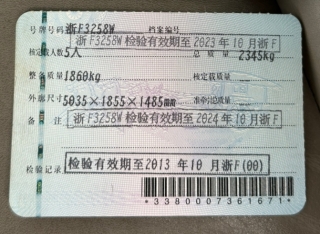 号牌号码 浙F3258W 档案编号
浙F3258W检验有效期至2023年10月浙F
核定载人数 5人 总质量 2345kg
整备质量 1860kg 核定载质量
外廓尺寸 5035×1855×1485mm 准牵引总质量
备注 浙F3258W检验有效期至2024年10月浙F
检验记录 检验有效期至2013年10月浙F(00)
3380007361671